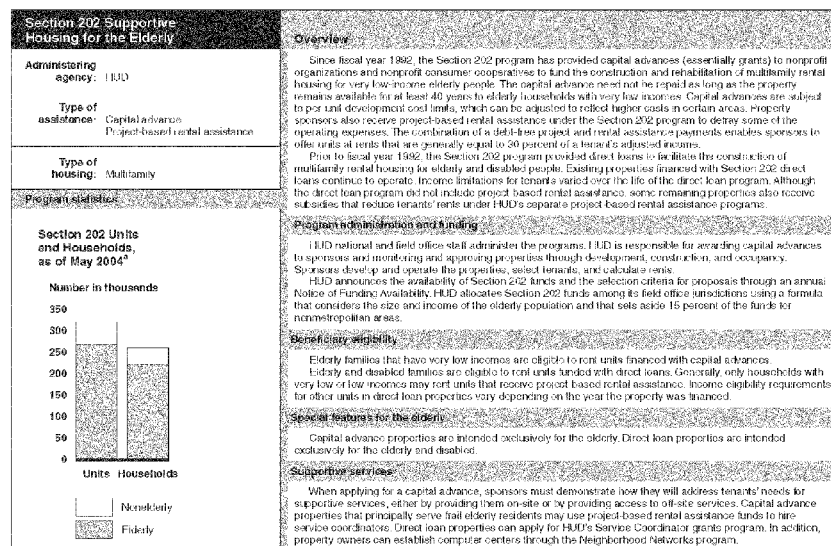 Section 202 Supportive
Housing for the Elderly
Administering
agency: HUD
Type of
assistance: Capital advance
Project-based rental assistance
Type of
housing: Multifamily
Program statistics
Section 202 Units
and Households,
as of May 2004a
Number in thousands
350
300
250
200
150
100
50
0
Units Households
Nonelderly
Elderly
Overview
Since fiscal year 1992, the Section 202 program has provided capital advances (essentially grants) to nonprofit
organizations and nonprofit consumer cooperatives to fund the construction and rehabilitation of multifamily rental
housing for very low-income elderly people. The capital advance need not be repaid as long as the property
remains available for at least 40 years to elderly households with very low incomes. Capital advances are subject
to per unit development cost limits, which can be adjusted to reflect higher costs in certain areas. Property
sponsors also receive project-based rental assistance under the Section 202 program to defray some of the
operating expenses. The combination of a debt-free project and rental assistance payments enables sponsors to
offer units at rents that are generally equal to 30 percent of a tenant's adjusted income.
Prior to fiscal year 1992, the Section 202 program provided direct loans to facilitate the construction of
multifamily rental housing for elderly and disabled people. Existing properties financed with Section 202 direct
loans continue to operate. Income limitations for tenants varied over the life of the direct loan program. Although
the direct loan program did not include project based rental assistance, some remaining properties also receive
subsidies that reduce tenants' rents under HUD's separate project-based rental assistance programs.
Program administration and funding
HUD national and field office staff administer the programs. HUD is responsible for awarding capital advances
to sponsors and monitoring and approving properties through development, construction, and occupancy.
Sponsors develop and operate the properties, select tenants, and calculate rents.
HUD announces the availability of Section 202 funds and the selection criteria for proposals through an annual
Notice of Funding Availability. HUD allocates Section 202 funds among its field office jurisdictions using a formula
that considers the size and income of the elderly population and that sets aside 15 percent of the funds for
nonmetropolitan areas.
Beneficiary eligibility
Elderly families that have very low incomes are eligible to rent units financed with capital advances.
Elderly and disabled families are eligible to rent units funded with direct loans. Generally, only households with
very low or low incomes may rent units that receive project based rental assistance. Income eligibility requirements
for other units in direct loan properties vary depending on the year the property was financed.
Special features for the elderly
Capital advance properties are intended exclusively for the elderly. Direct loan properties are intended
exclusively for the elderly and disabled.
Supportive services
When applying for a capital advance, sponsors must demonstrate how they will address tenants' needs for
supportive services, either by providing them on-site or by providing access to off-site services. Capital advance
properties that principally serve frail elderly residents may use project-based rental assistance funds to hire
service coordinators. Direct loan properties can apply for HUD's Service Coordinator grants program. In addition,
property owners can establish computer centers through the Neighborhood Networks program.